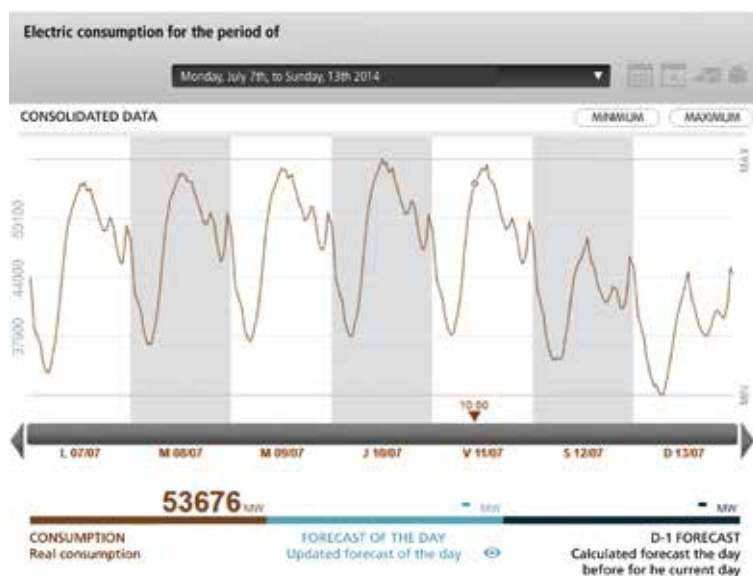 Electric consumption for the period of
Monday, July 7th, to Sunday, 13th 2014
CONSOLIDATED DATA
MINIMUM
MAXIMUM
MAX
50100
44000
37900
MIN
10:00
L 07/07
M 08/07
M 09/07
J 10/07
V 11/07
S 12/07
D 13/07
53676 MW
- MW
- MW
CONSUMPTION
Real consumption
FORECAST OF THE DAY
Updated forecast of the day
D-1 FORECAST
Calculated forecast the day
before for he current day